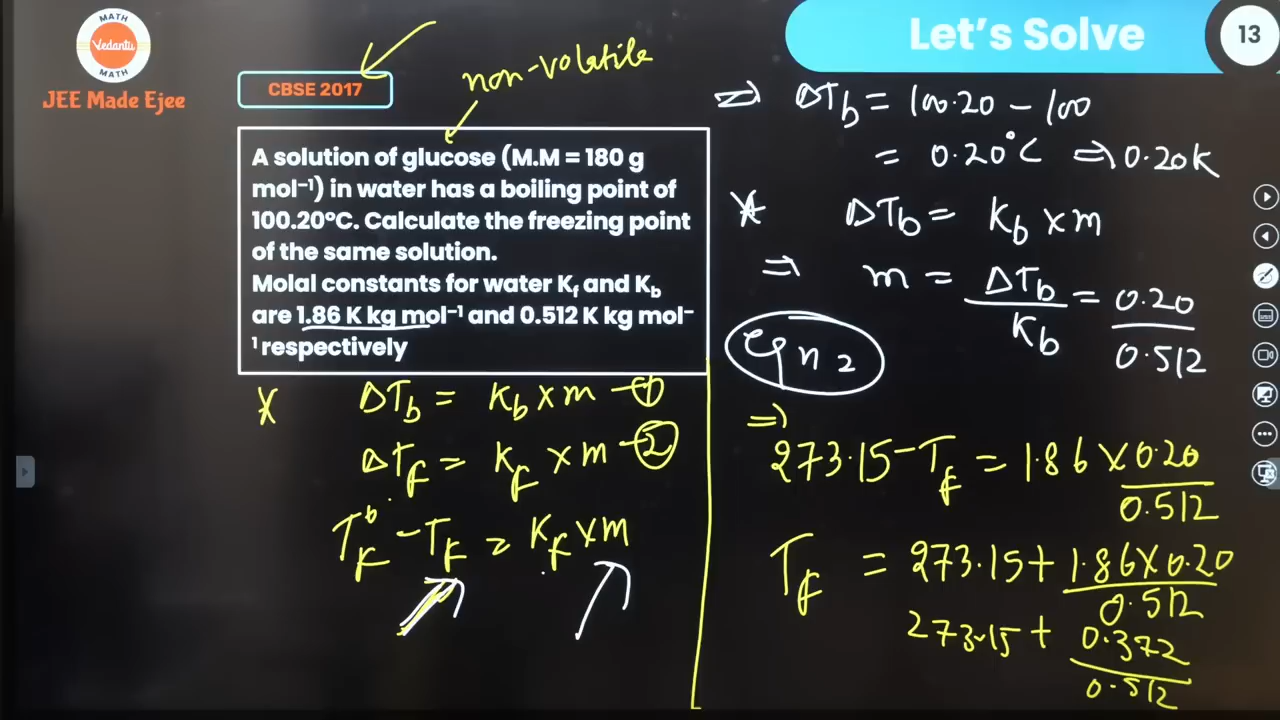 MATH
Vedantu
MATH
JEE Made Ejee
Let's Solve
13
CBSE 2017
non-volatile
A solution of glucose (M.M = 180 g
mol⁻¹) in water has a boiling point of
100.20°C. Calculate the freezing point
of the same solution.
Molal constants for water K_f and K_b
are 1.86 K kg mol⁻¹ and 0.512 K kg mol⁻
¹ respectively
* ΔT_b = K_b × m —①
ΔT_f = K_f × m —②
T_f° − T_f = K_f × m
=> ΔT_b = 100.20 − 100
= 0.20°C => 0.20K
* ΔT_b = K_b × m
=> m = ΔT_b / K_b = 0.20 / 0.512
Eqn 2
=>
273.15 − T_f = 1.86 × 0.20 / 0.512
T_f = 273.15 + 1.86 × 0.20 / 0.512
273.15 + 0.372 / 0.512